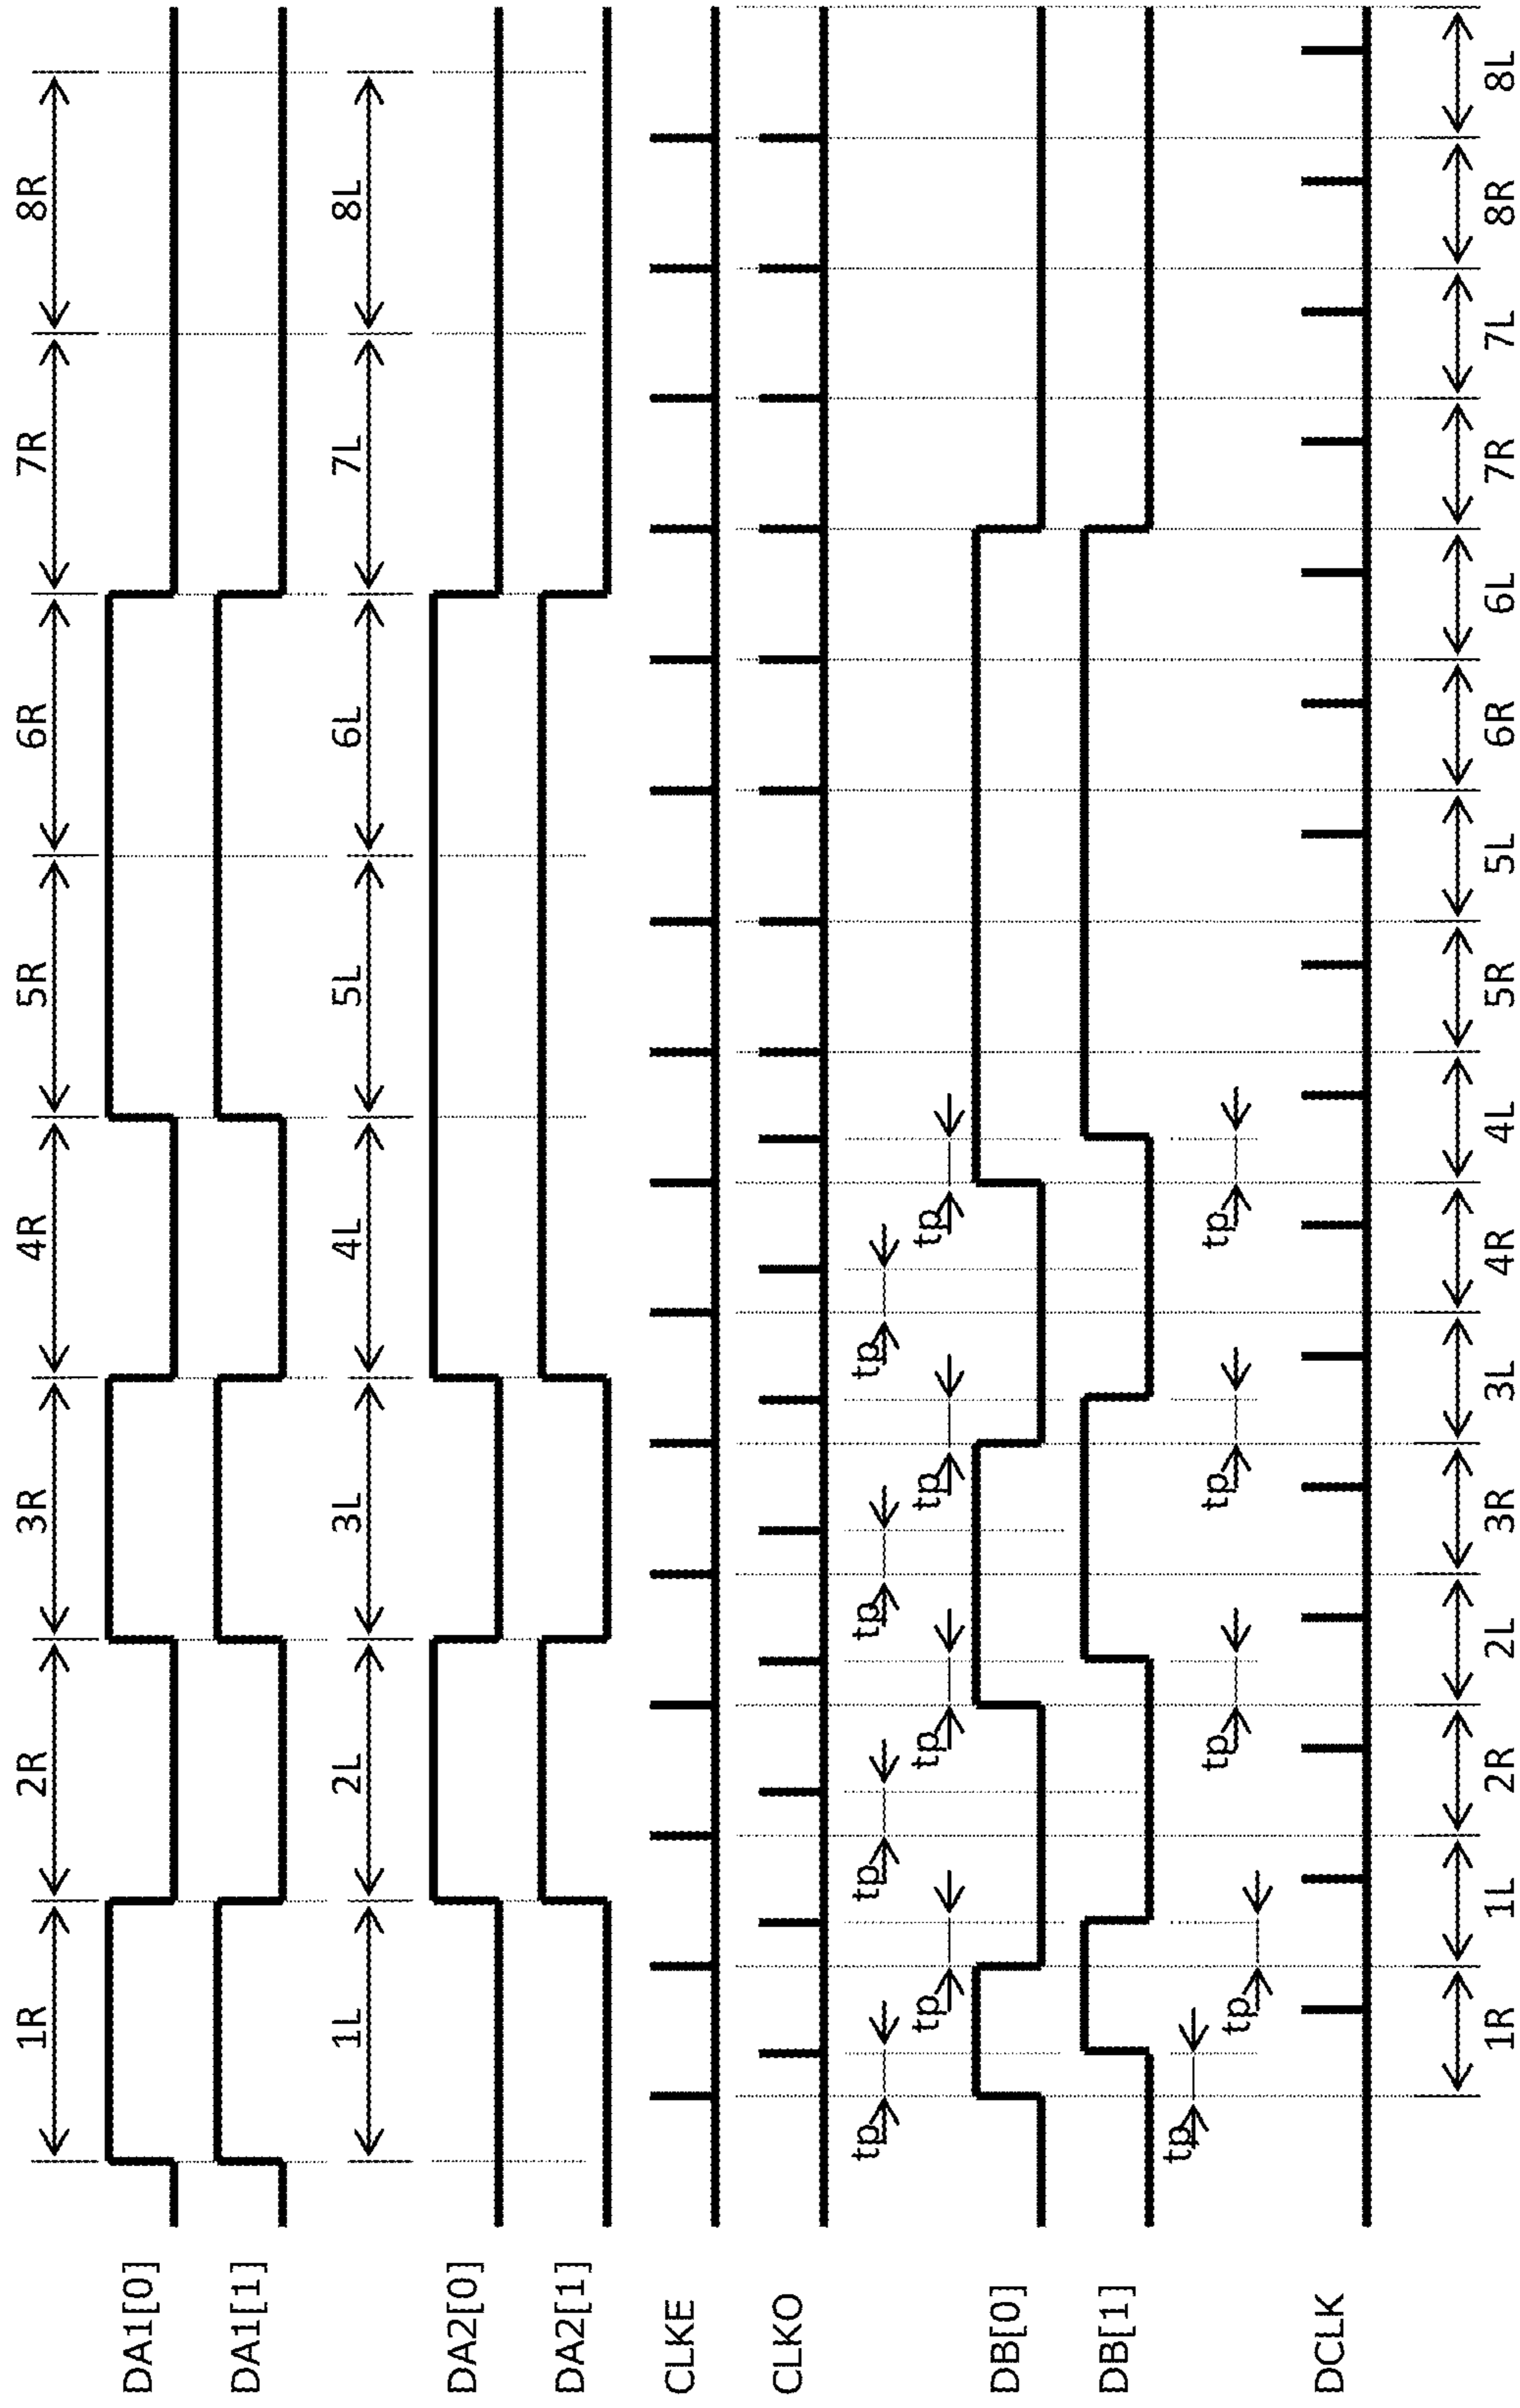 1R 2R 3R 4R 5R 6R 7R 8R
DA1[0]
DA1[1]
1L 2L 3L 4L 5L 6L 7L 8L
DA2[0]
DA2[1]
CLKE
CLKO
tp tp tp tp
tp tp tp tp
DB[0]
DB[1]
tp
tp tp tp tp
DCLK
1R 1L 2R 2L 3R 3L 4R 4L 5R 5L 6R 6L 7R 7L 8R 8L